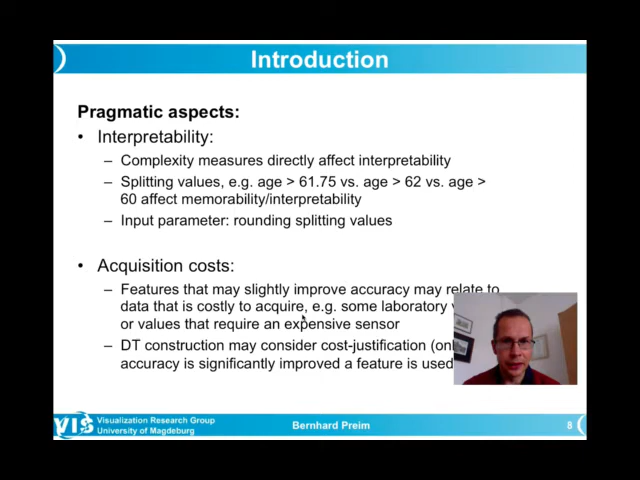 Introduction
Pragmatic aspects:
• Interpretability:
– Complexity measures directly affect interpretability
– Splitting values, e.g. age > 61.75 vs. age > 62 vs. age >
60 affect memorability/interpretability
– Input parameter: rounding splitting values
• Acquisition costs:
– Features that may slightly improve accuracy may relate to
data that is costly to acquire, e.g. some laboratory
or values that require an expensive sensor
– DT construction may consider cost-justification
accuracy is significantly improved a feature is used
VIS
Visualization Research Group
University of Magdeburg
Bernhard Preim
8